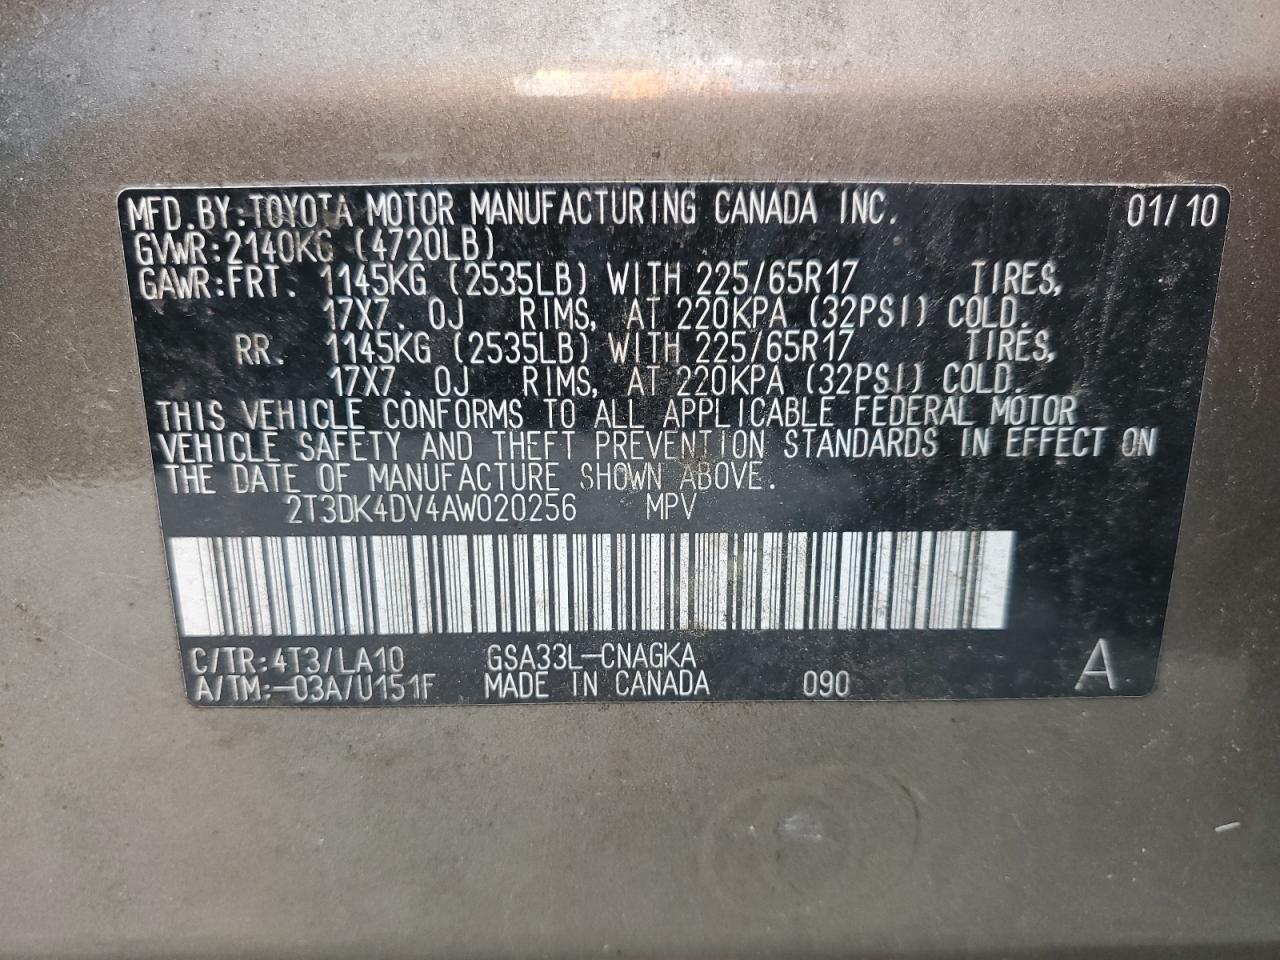 MFD.BY:TOYOTA MOTOR MANUFACTURING CANADA INC. 01/10
GVWR:2140KG (4720LB)
GAWR:FRT. 1145KG (2535LB) WITH 225/65R17 TIRES,
17X7.0J RIMS, AT 220KPA (32PSI) COLD.
RR. 1145KG (2535LB) WITH 225/65R17 TIRES,
17X7.0J RIMS, AT 220KPA (32PSI) COLD.
THIS VEHICLE CONFORMS TO ALL APPLICABLE FEDERAL MOTOR
VEHICLE SAFETY AND THEFT PREVENTION STANDARDS IN EFFECT ON
THE DATE OF MANUFACTURE SHOWN ABOVE.
2T3DK4DV4AW020256 MPV
C/TR:4T3/LA10 GSA33L-CNAGKA
A/TM:-03A/U151F MADE IN CANADA 090 A